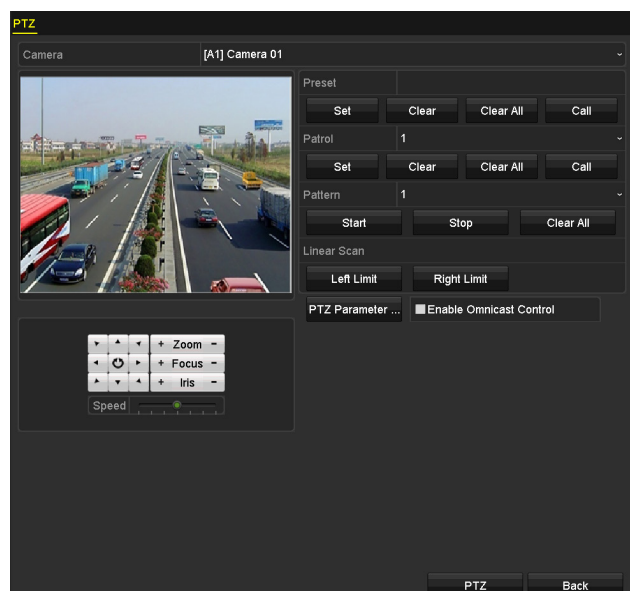 PTZ
Camera [A1] Camera 01
Preset
Set Clear Clear All Call
Patrol 1
Set Clear Clear All Call
Pattern 1
Start Stop Clear All
Linear Scan
Left Limit Right Limit
PTZ Parameter ... Enable Omnicast Control
+ Zoom -
+ Focus -
+ Iris -
Speed
PTZ Back